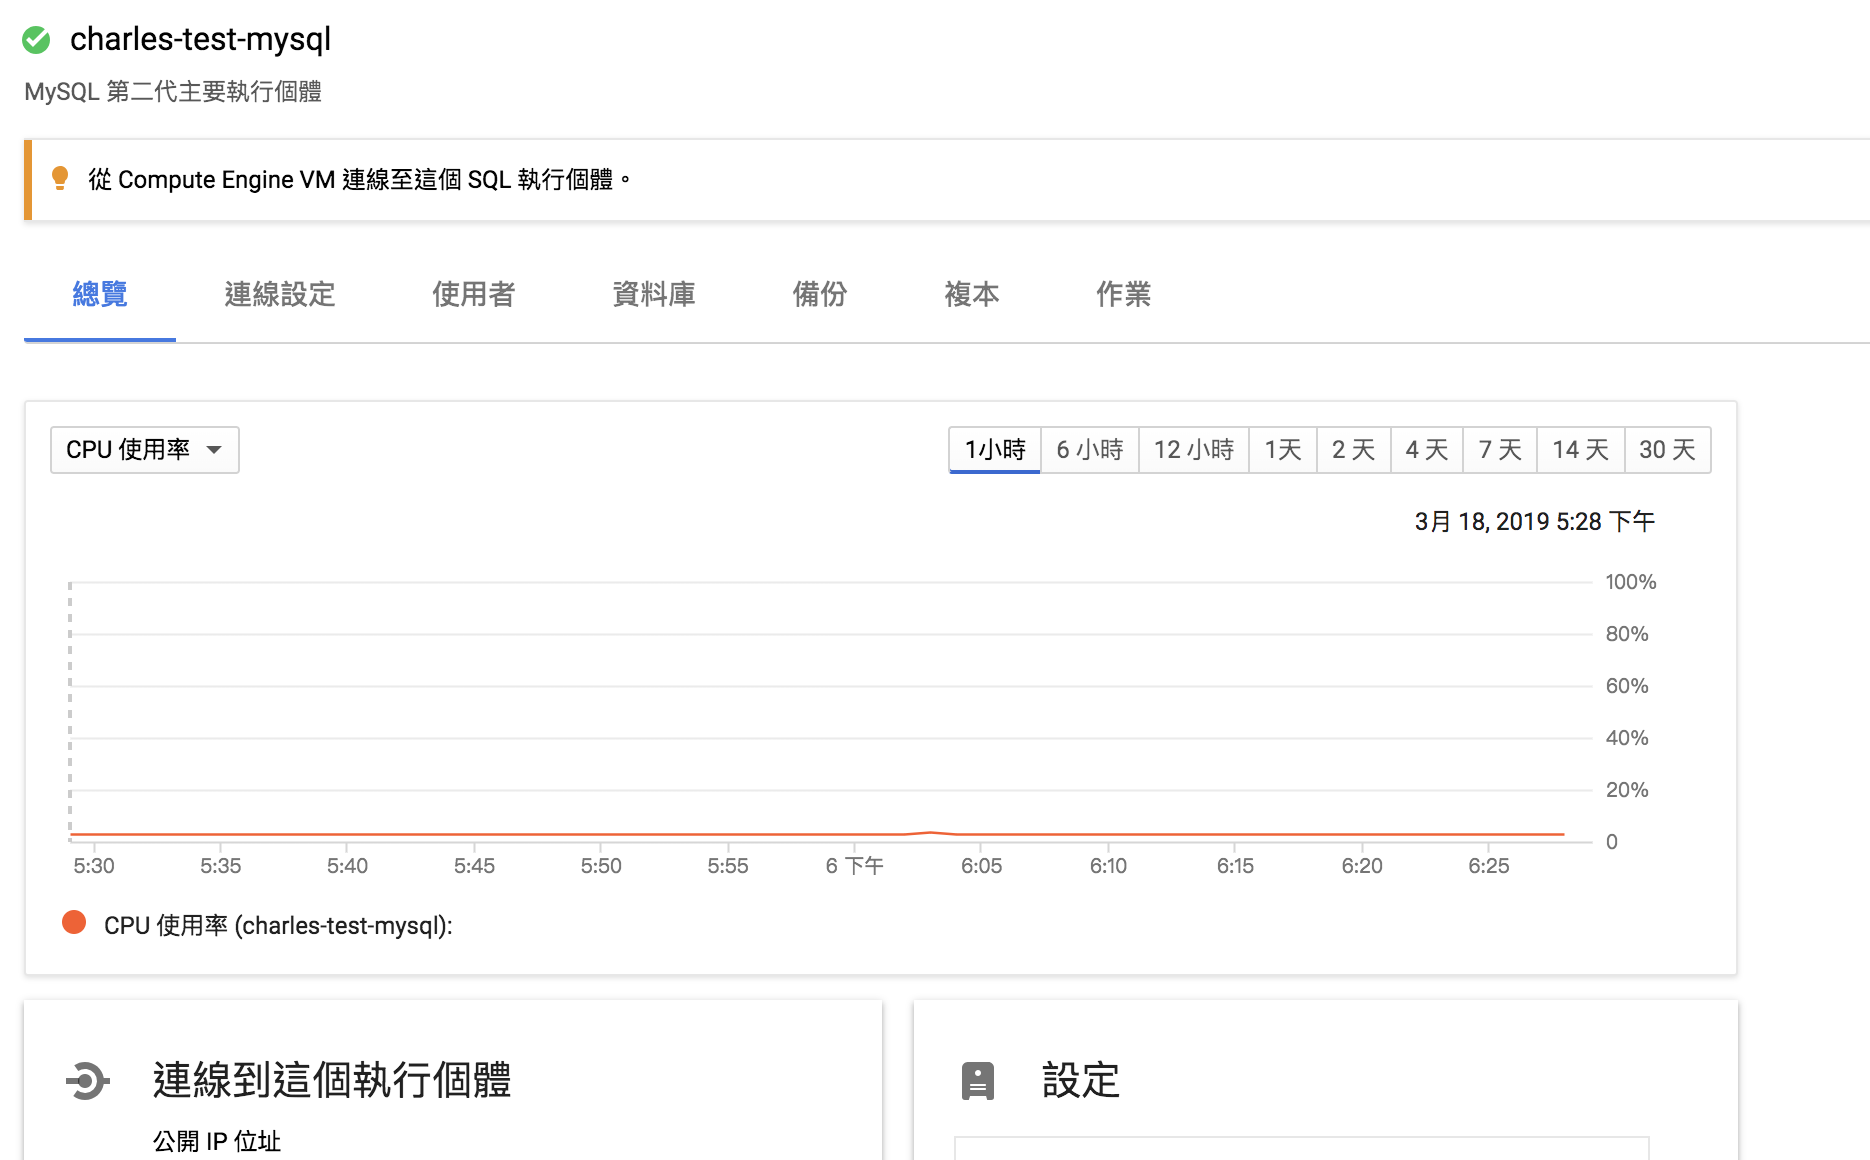 charles-test-mysql
MySQL 第二代主要執行個體
從 Compute Engine VM 連線至這個 SQL 執行個體。
總覽 連線設定 使用者 資料庫 備份 複本 作業
CPU 使用率 1小時 6 小時 12 小時 1天 2 天 4 天 7 天 14 天 30 天
3月 18, 2019 5:28 下午
100%
80%
60%
40%
20%
0
5:30 5:35 5:40 5:45 5:50 5:55 6 下午 6:05 6:10 6:15 6:20 6:25
CPU 使用率 (charles-test-mysql):
連線到這個執行個體
公開 IP 位址
設定